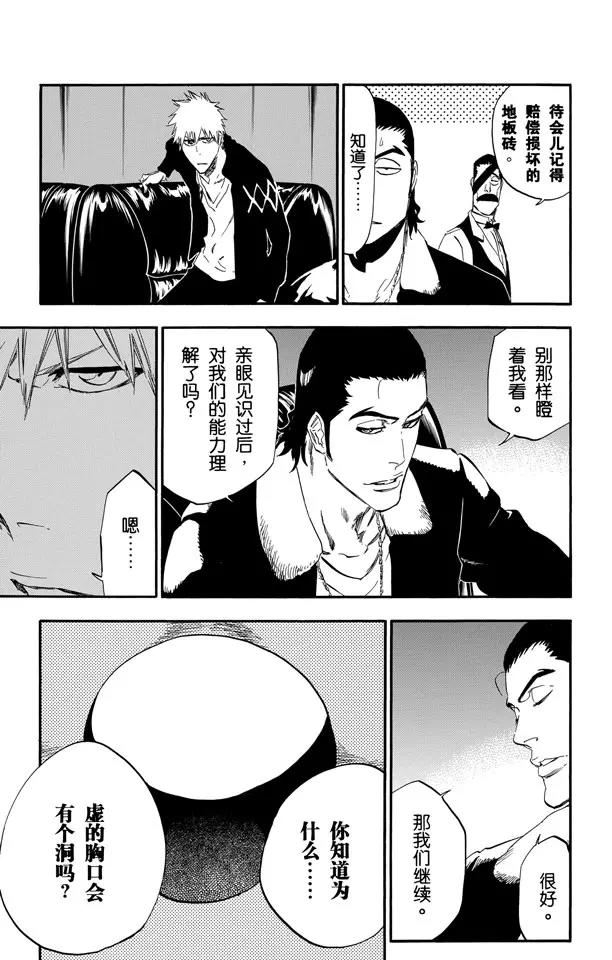 待会儿记得
赔偿损坏的
地板砖。
知道了……
别那样瞪
着我看。
亲眼见识过后，
对我们的能力理
解了吗？
嗯……
很好。
那我们继续。
你知道为
什么……
虚的胸口会
有个洞吗？